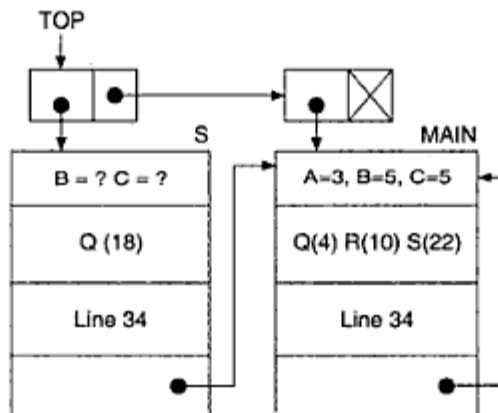 TOP
S
MAIN
B = ? C = ?
A=3, B=5, C=5
Q (18)
Q(4) R(10) S(22)
Line 34
Line 34